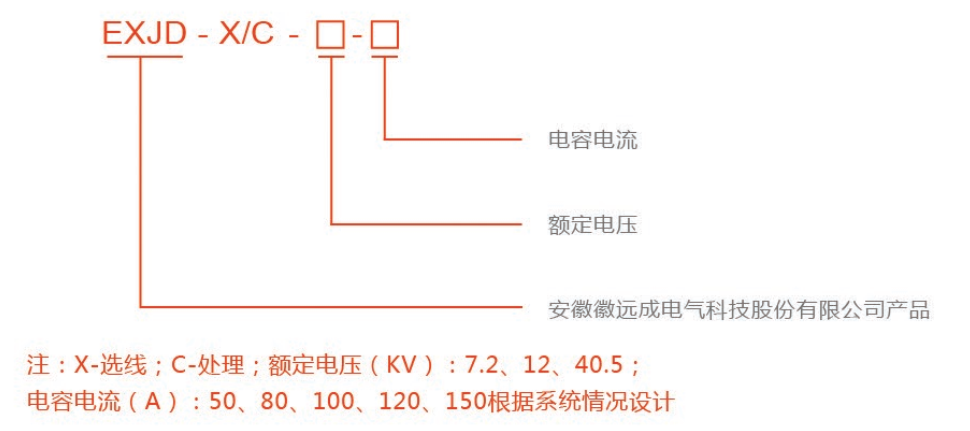 EXJD - X/C - □ - □
电容电流
额定电压
安徽徽远成电气科技股份有限公司产品
注：X-选线；C-处理；额定电压（KV）：7.2、12、40.5；
电容电流（A）：50、80、100、120、150根据系统情况设计